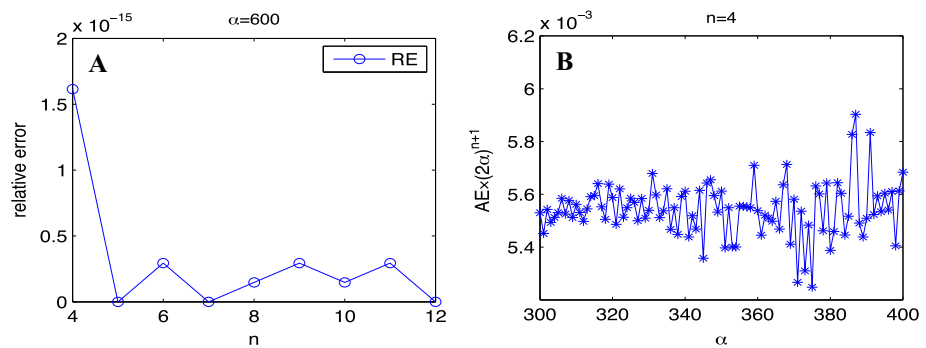 × 10⁻¹⁵
α=600
2
1.5
1
0.5
0
relative error
A
RE
4
6
8
10
12
n
× 10⁻³
n=4
6.2
6
5.8
5.6
5.4
AE×(2α)ⁿ⁺¹
B
300
320
340
360
380
400
α